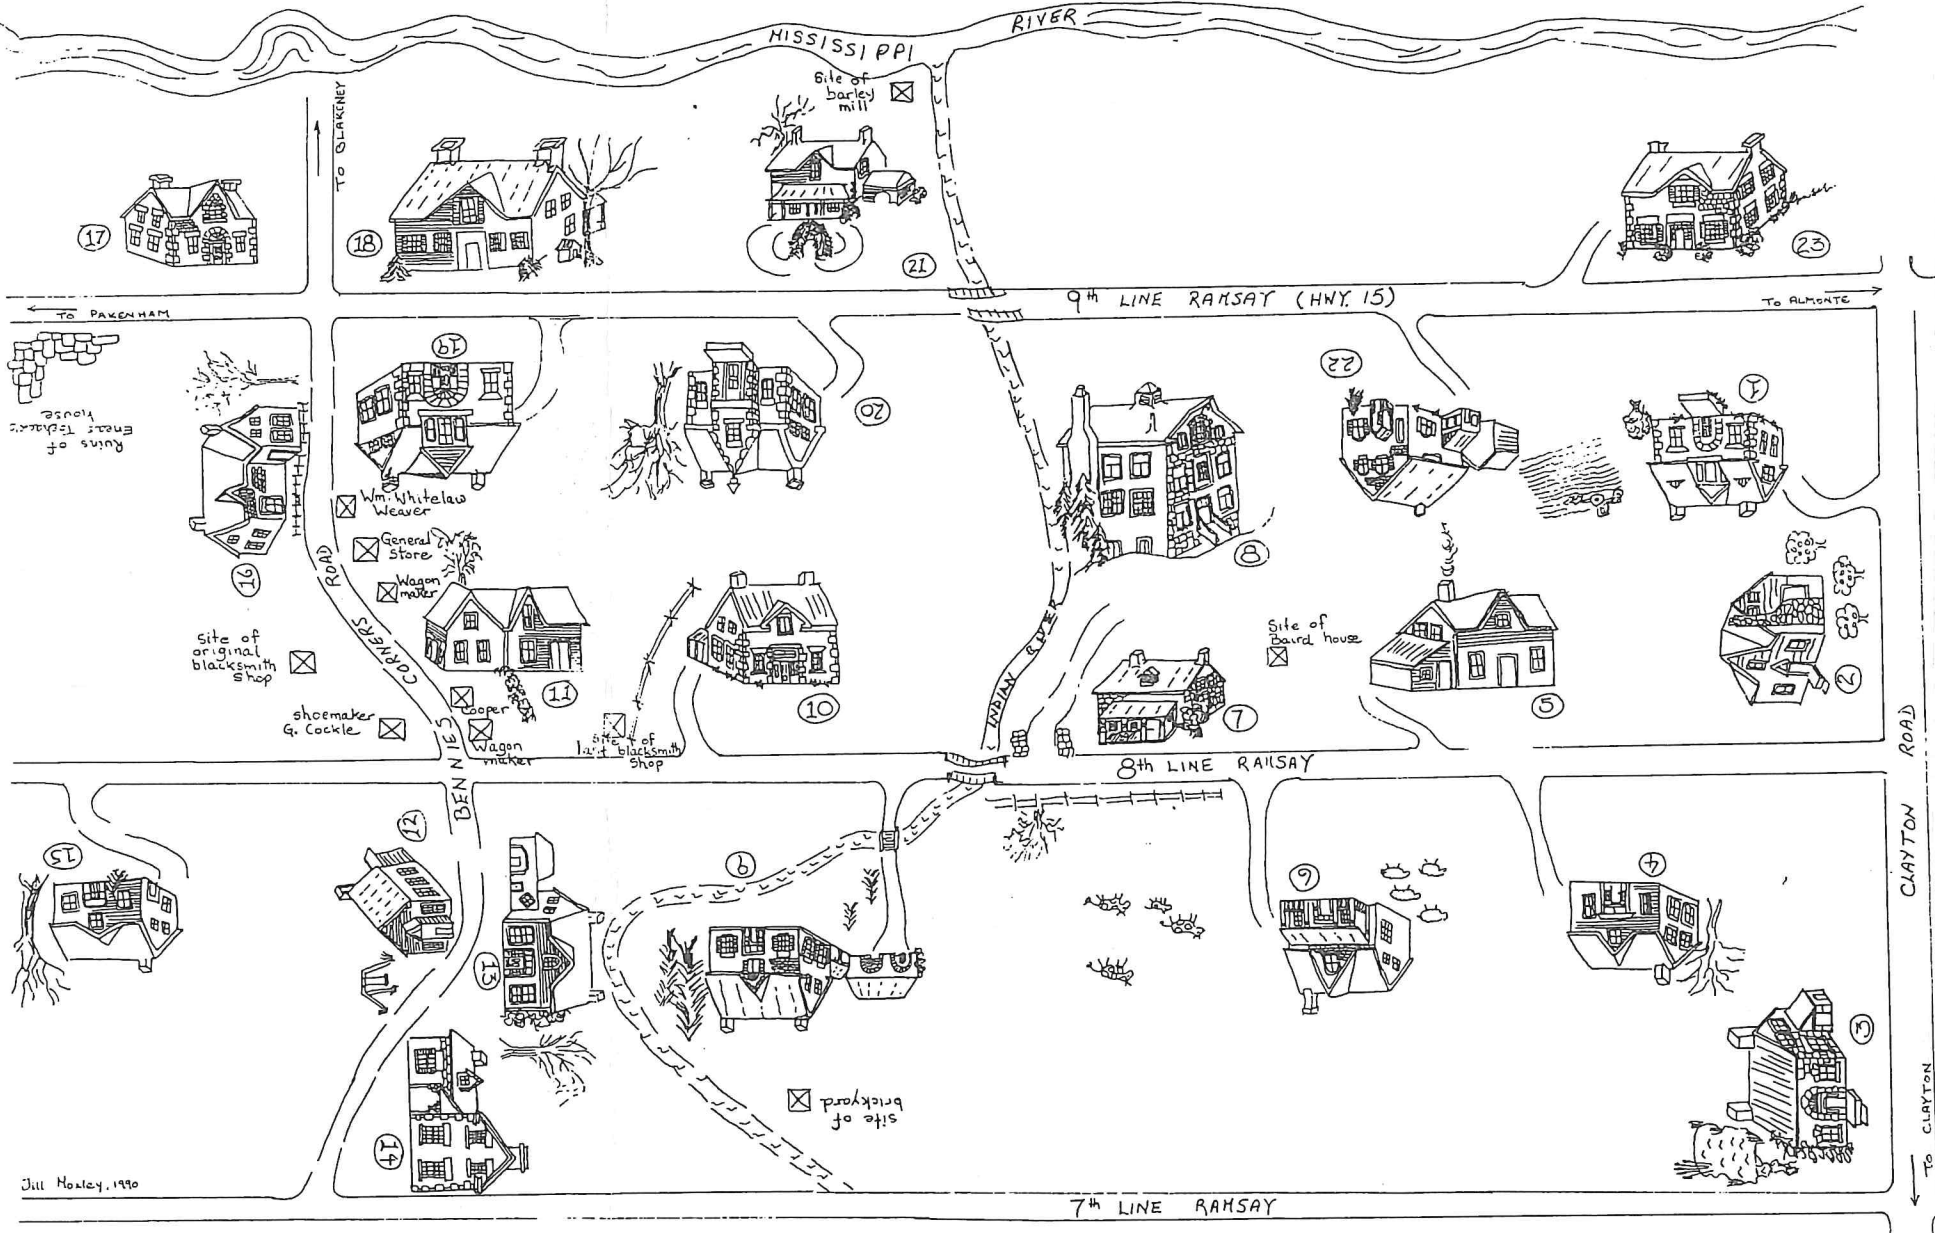 MISSISSIPPI RIVER
Site of
barley
mill
TO BLAKENEY
17
18
21
23
9th LINE RAMSAY (HWY. 15)
TO PAKENHAM
TO ALMONTE
Ruins of
House
19
20
22
1
Wm. Whitelaw
Weaver
General
Store
Wagon
maker
16
8
2
Site of
original
blacksmith
shop
Site of
Baird house
shoemaker
G. Cockle
Cooper
11
10
7
5
Wagon
maker
Site of
last blacksmith
shop
BENNIES CORNERS ROAD
INDIAN RIVER
8th LINE RAMSAY
CLAYTON ROAD
15
12
13
9
6
4
3
14
site of
brickyard
TO CLAYTON
7th LINE RAMSAY